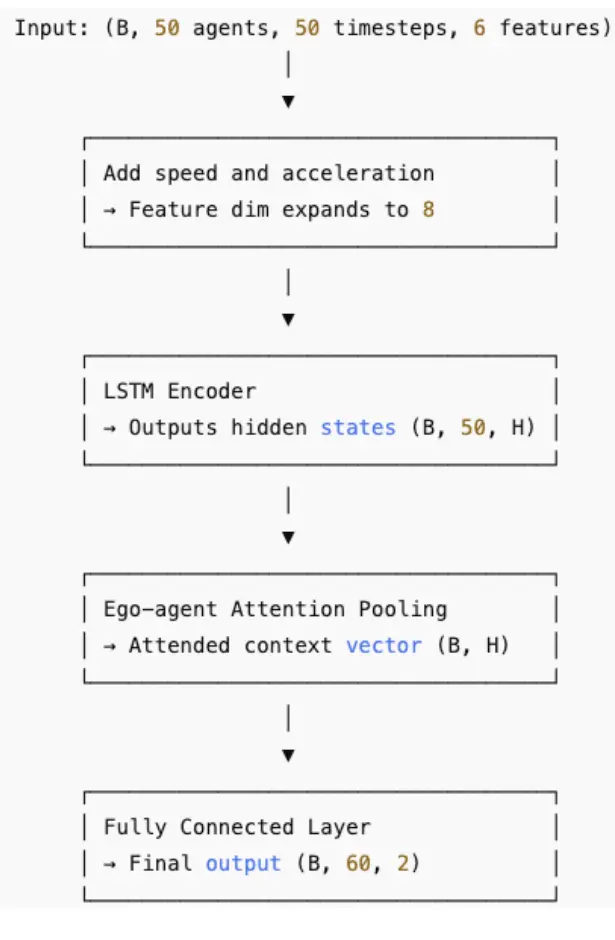 Input: (B, 50 agents, 50 timesteps, 6 features)
Add speed and acceleration
→ Feature dim expands to 8
LSTM Encoder
→ Outputs hidden states (B, 50, H)
Ego-agent Attention Pooling
→ Attended context vector (B, H)
Fully Connected Layer
→ Final output (B, 60, 2)